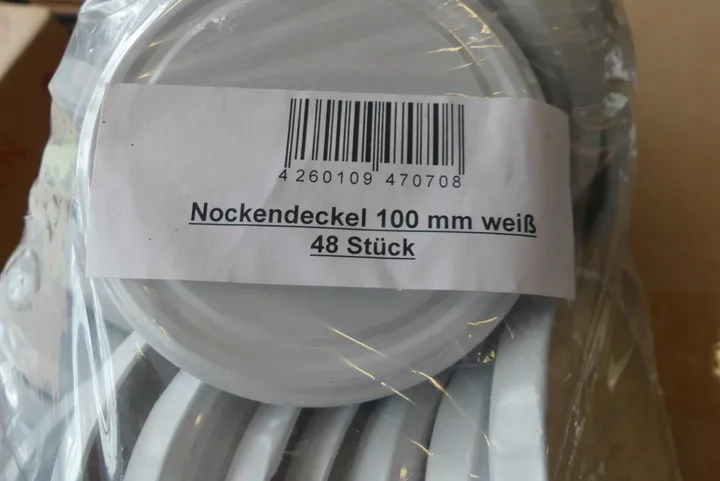 4 260109 470708
Nockendeckel 100 mm weiß
48 Stück